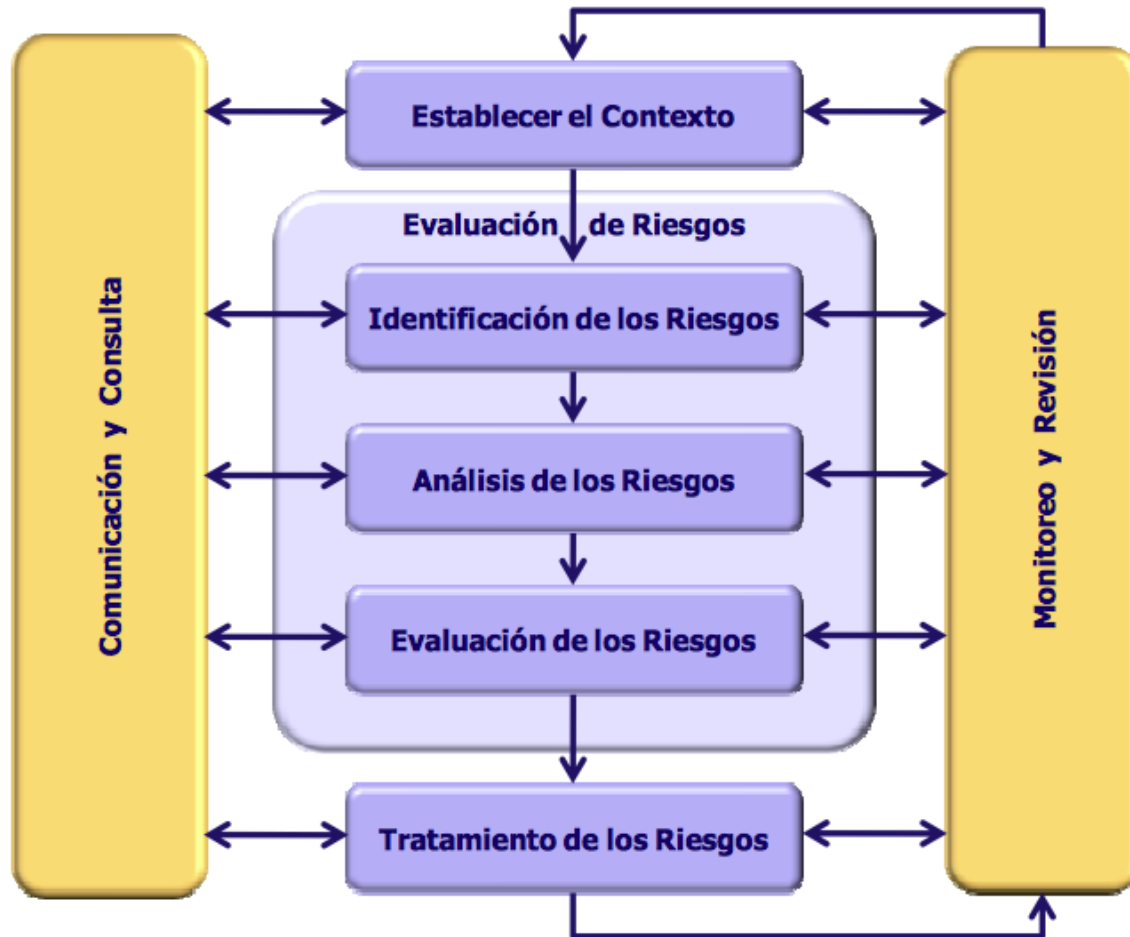 Establecer el Contexto
Evaluación de Riesgos
Identificación de los Riesgos
Análisis de los Riesgos
Evaluación de los Riesgos
Tratamiento de los Riesgos
Comunicación y Consulta
Monitoreo y Revisión